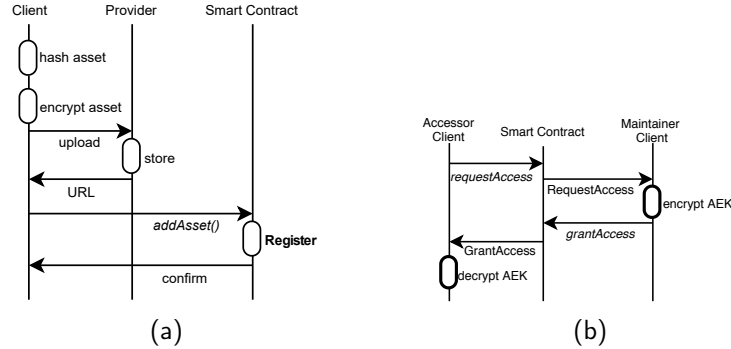 Client Provider Smart Contract
hash asset
encrypt asset
upload
store
URL
addAsset()
Register
confirm
(a)
Accessor
Client
Smart Contract
Maintainer
Client
requestAccess
RequestAccess
encrypt AEK
grantAccess
GrantAccess
decrypt AEK
(b)